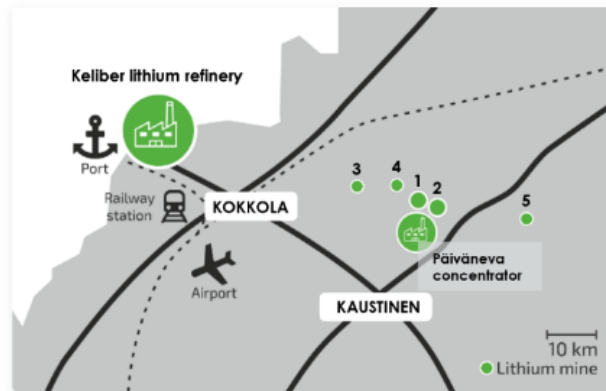 Keliber lithium refinery
Port
Railway
station
KOKKOLA
Airport
3
4
1
2
5
Päiväneva
concentrator
KAUSTINEN
10 km
Lithium mine